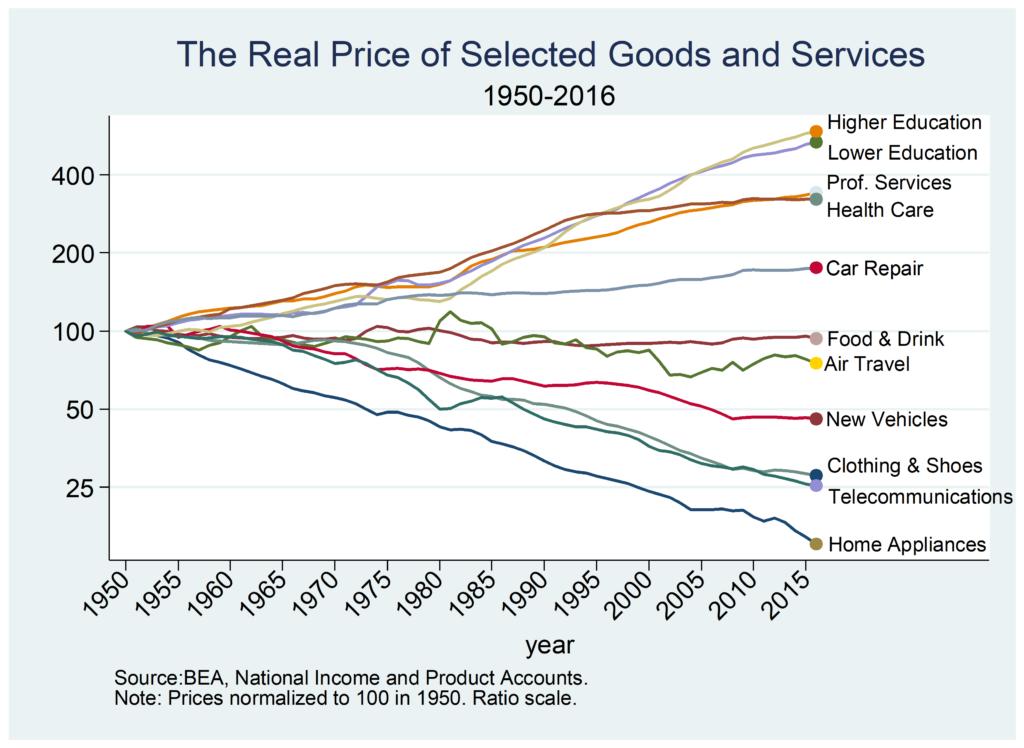 The Real Price of Selected Goods and Services
1950-2016
Higher Education
Lower Education
400
Prof. Services
Health Care
200
Car Repair
100
Food & Drink
Air Travel
50
New Vehicles
Clothing & Shoes
25
Telecommunications
Home Appliances
1950 1955 1960 1965 1970 1975 1980 1985 1990 1995 2000 2005 2010 2015
year
Source:BEA, National Income and Product Accounts.
Note: Prices normalized to 100 in 1950. Ratio scale.